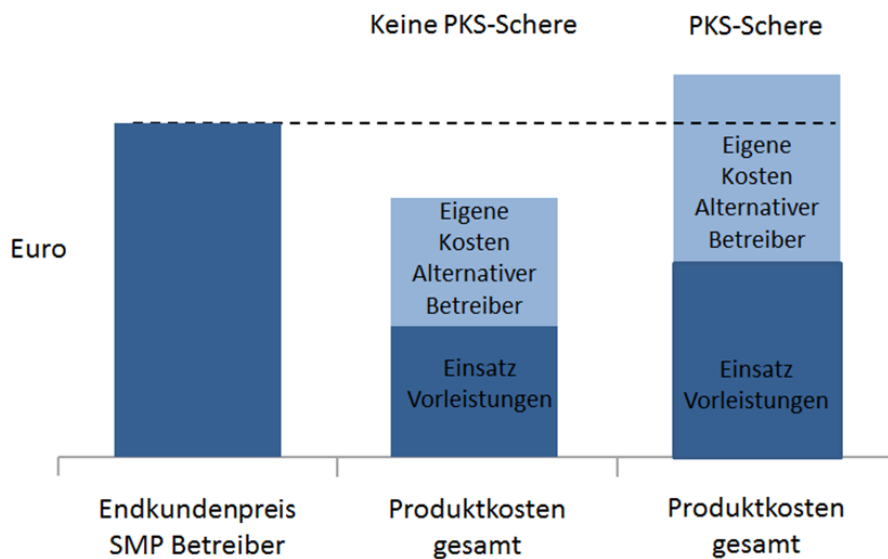 Keine PKS-Schere
PKS-Schere
Euro
Eigene
Kosten
Alternativer
Betreiber
Einsatz
Vorleistungen
Eigene
Kosten
Alternativer
Betreiber
Einsatz
Vorleistungen
Endkundenpreis
SMP Betreiber
Produktkosten
gesamt
Produktkosten
gesamt